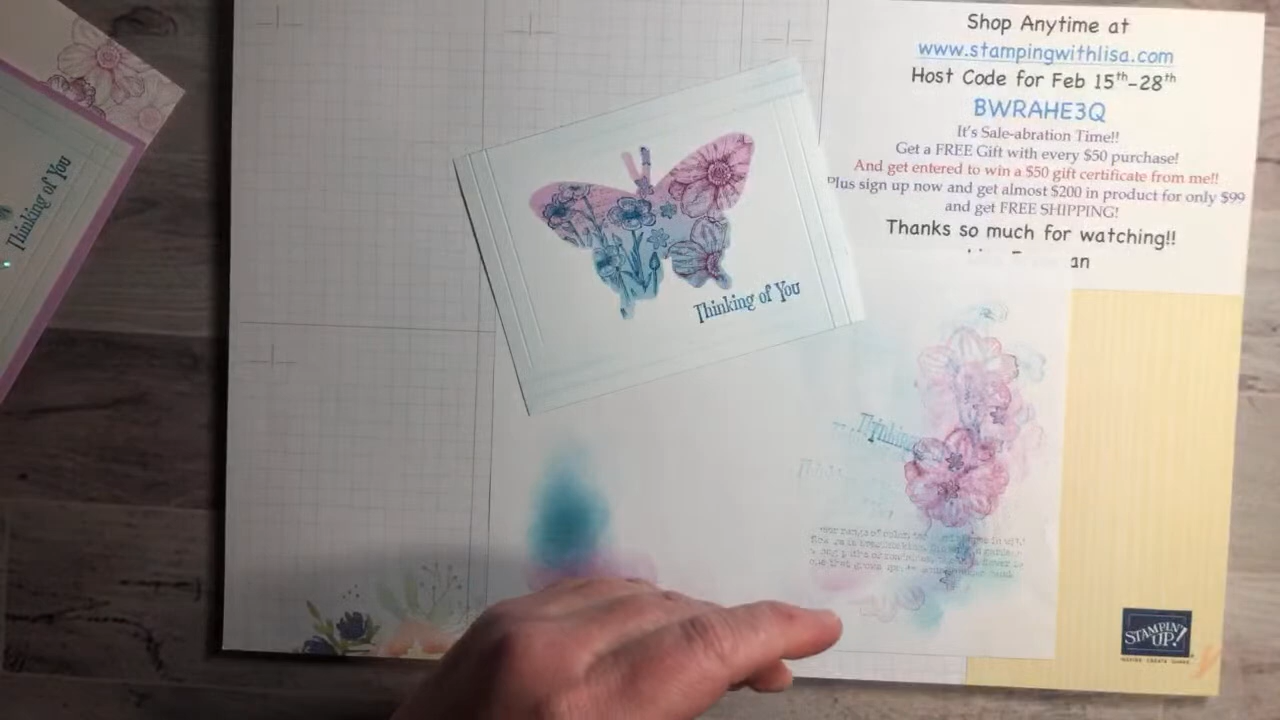 Shop Anytime at
www.stampingwithlisa.com
Host Code for Feb 15th-28th
BWRAHE3Q
It's Sale-abration Time!!
Get a FREE Gift with every $50 purchase!
And get entered to win a $50 gift certificate from me!!
Plus sign up now and get almost $200 in product for only $99
and get FREE SHIPPING!
Thanks so much for watching!!
an
Thinking of You
Thinking of You
Thinking
STAMPIN' UP!